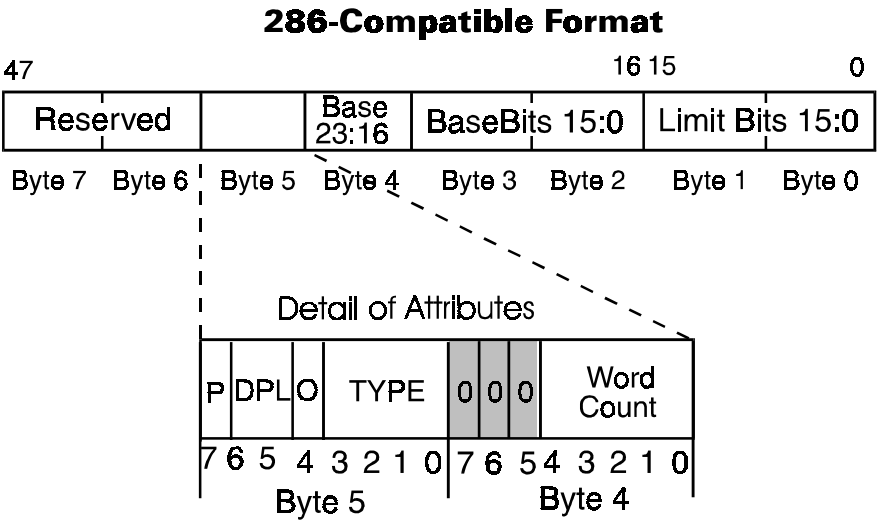 286-Compatible Format
47 16 15 0
Reserved Base 23:16 BaseBits 15:0 Limit Bits 15:0
Byte 7 Byte 6 Byte 5 Byte 4 Byte 3 Byte 2 Byte 1 Byte 0
Detail of Attributes
P DPL O TYPE 0 0 0 Word Count
7 6 5 4 3 2 1 0 7 6 5 4 3 2 1 0
Byte 5 Byte 4